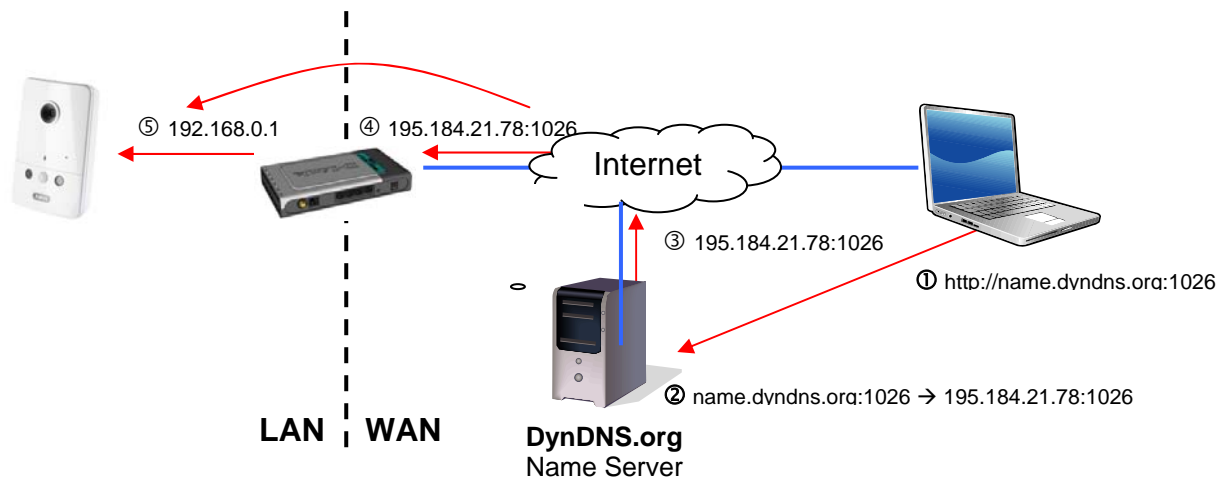 ⑤ 192.168.0.1
④ 195.184.21.78:1026
Internet
③ 195.184.21.78:1026
① http://name.dyndns.org:1026
② name.dyndns.org:1026 → 195.184.21.78:1026
LAN WAN
DynDNS.org
Name Server